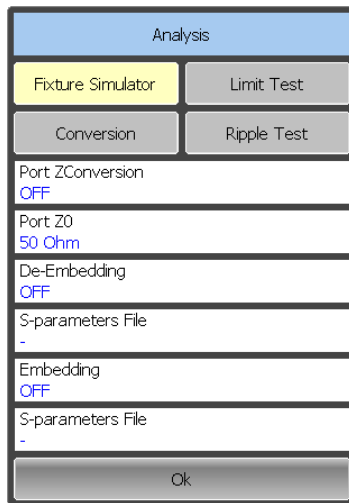 Analysis
Fixture Simulator
Limit Test
Conversion
Ripple Test
Port ZConversion
OFF
Port Z0
50 Ohm
De-Embedding
OFF
S-parameters File
-
Embedding
OFF
S-parameters File
-
Ok